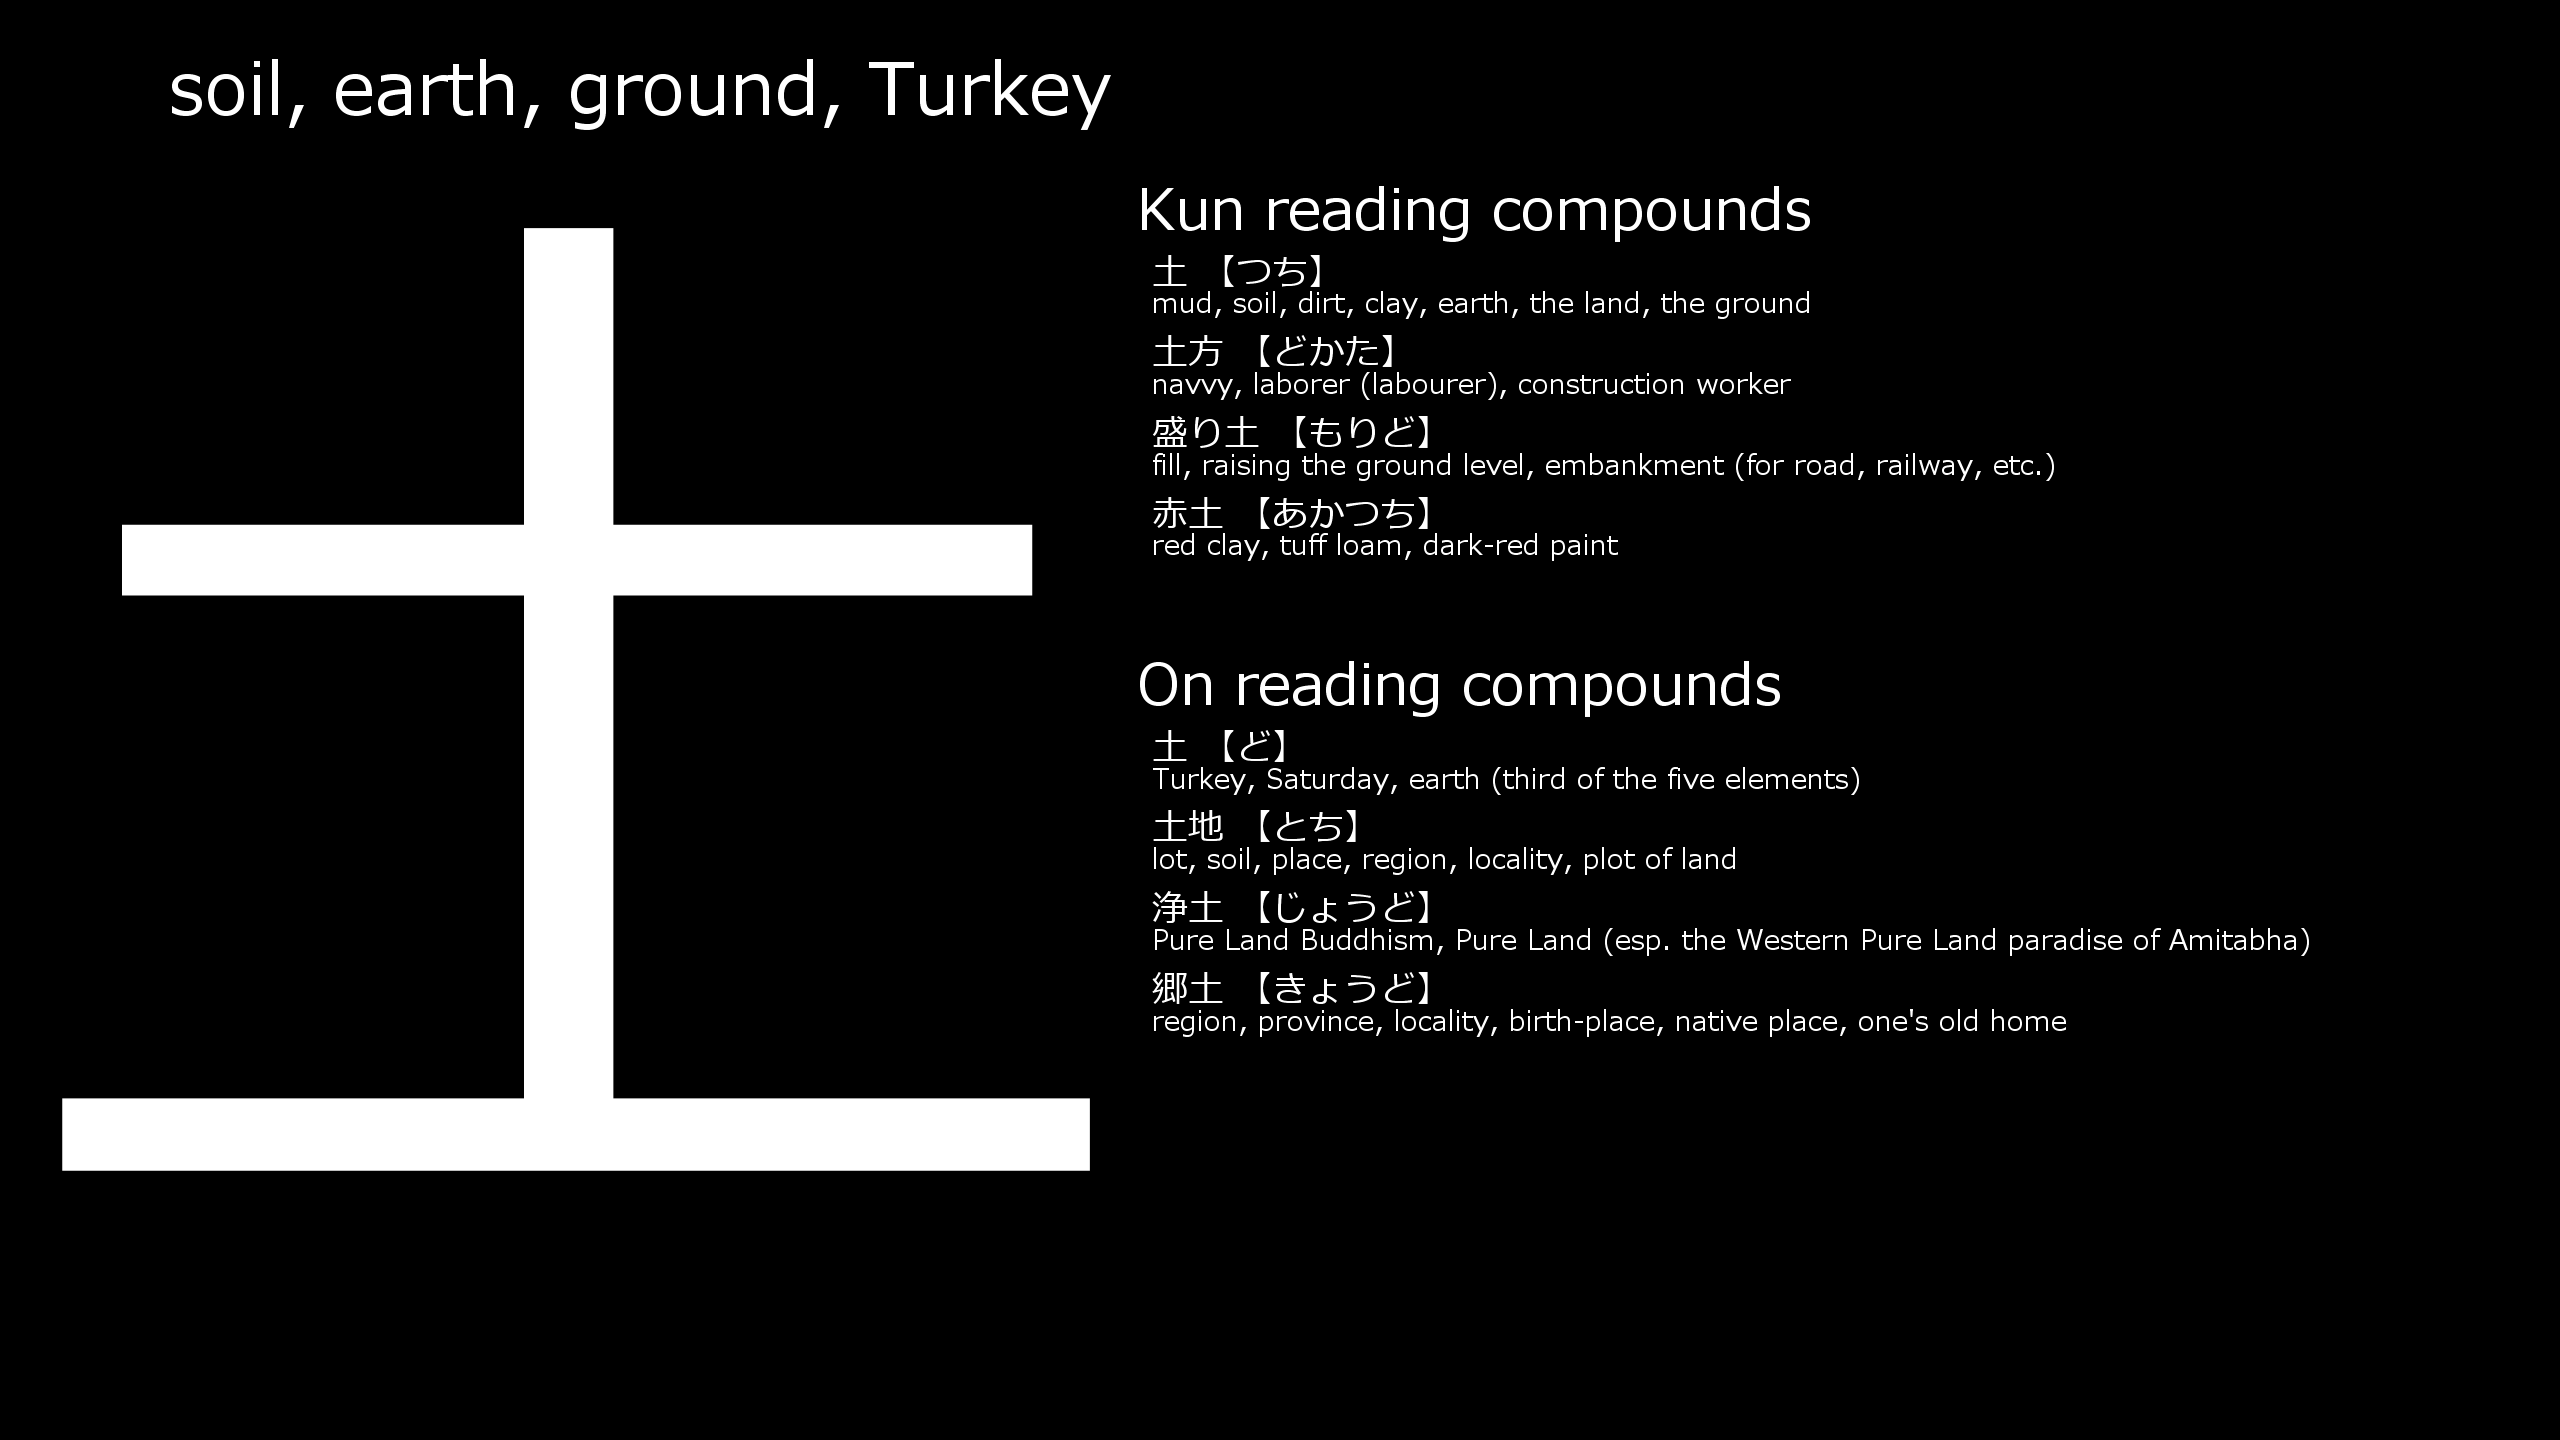 soil, earth, ground, Turkey
土
Kun reading compounds
土 【つち】
mud, soil, dirt, clay, earth, the land, the ground
土方 【どかた】
navvy, laborer (labourer), construction worker
盛り土 【もりど】
fill, raising the ground level, embankment (for road, railway, etc.)
赤土 【あかつち】
red clay, tuff loam, dark-red paint
On reading compounds
土 【ど】
Turkey, Saturday, earth (third of the five elements)
土地 【とち】
lot, soil, place, region, locality, plot of land
浄土 【じょうど】
Pure Land Buddhism, Pure Land (esp. the Western Pure Land paradise of Amitabha)
郷土 【きょうど】
region, province, locality, birth-place, native place, one's old home